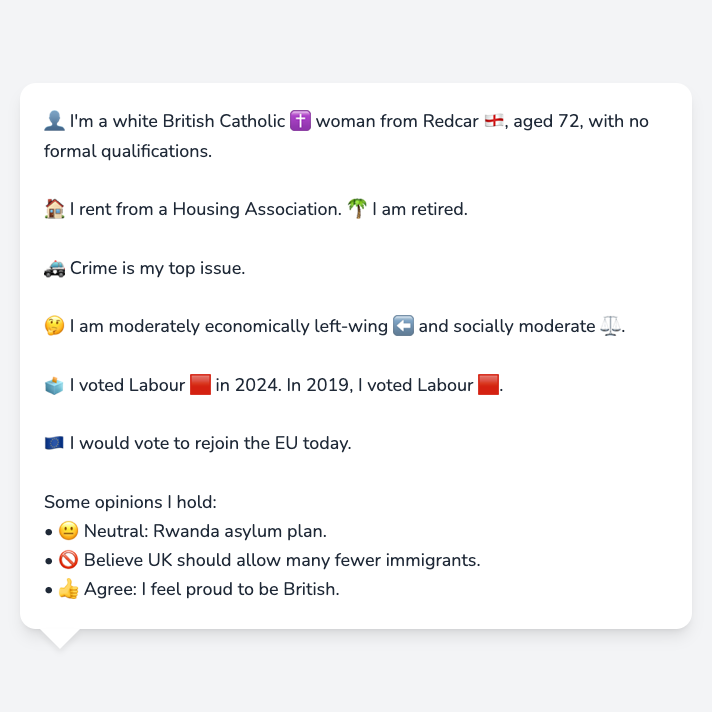 👤 I'm a white British Catholic ✝️ woman from Redcar 🏴󠁧󠁢󠁥󠁮󠁧󠁿, aged 72, with no
formal qualifications.
🏠 I rent from a Housing Association. 🌴 I am retired.
🚓 Crime is my top issue.
🤔 I am moderately economically left-wing ⬅️ and socially moderate ⚖️.
🗳️ I voted Labour 🟥 in 2024. In 2019, I voted Labour 🟥.
🇪🇺 I would vote to rejoin the EU today.
Some opinions I hold:
• 😐 Neutral: Rwanda asylum plan.
• 🚫 Believe UK should allow many fewer immigrants.
• 👍 Agree: I feel proud to be British.